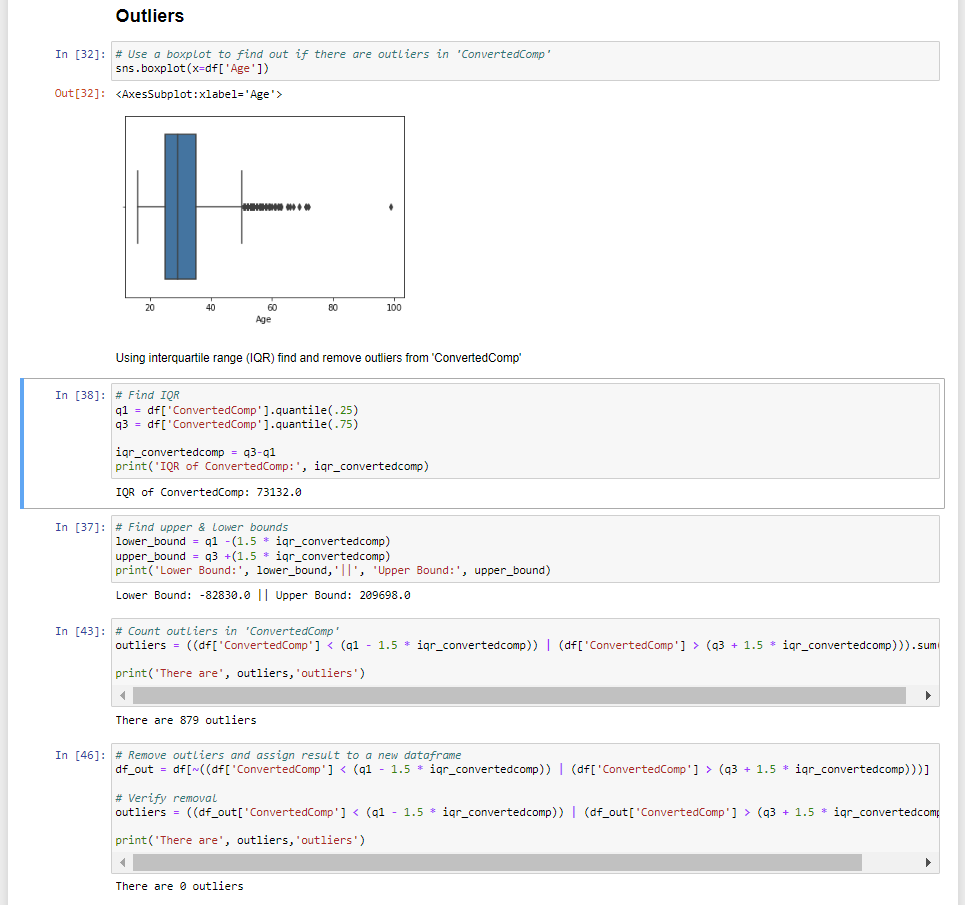 Outliers
In [32]: # Use a boxplot to find out if there are outliers in 'ConvertedComp'
sns.boxplot(x=df['Age'])
Out[32]: <AxesSubplot:xlabel='Age'>
20 40 60 80 100
Age
Using interquartile range (IQR) find and remove outliers from 'ConvertedComp'
In [38]: # Find IQR
q1 = df['ConvertedComp'].quantile(.25)
q3 = df['ConvertedComp'].quantile(.75)
iqr_convertedcomp = q3-q1
print('IQR of ConvertedComp:', iqr_convertedcomp)
IQR of ConvertedComp: 73132.0
In [37]: # Find upper & lower bounds
lower_bound = q1 -(1.5 * iqr_convertedcomp)
upper_bound = q3 +(1.5 * iqr_convertedcomp)
print('Lower Bound:', lower_bound,'||', 'Upper Bound:', upper_bound)
Lower Bound: -82830.0 || Upper Bound: 209698.0
In [43]: # Count outliers in 'ConvertedComp'
outliers = ((df['ConvertedComp'] < (q1 - 1.5 * iqr_convertedcomp)) | (df['ConvertedComp'] > (q3 + 1.5 * iqr_convertedcomp))).sum(
print('There are', outliers,'outliers')
There are 879 outliers
In [46]: # Remove outliers and assign result to a new dataframe
df_out = df[~((df['ConvertedComp'] < (q1 - 1.5 * iqr_convertedcomp)) | (df['ConvertedComp'] > (q3 + 1.5 * iqr_convertedcomp)))]
# Verify removal
outliers = ((df_out['ConvertedComp'] < (q1 - 1.5 * iqr_convertedcomp)) | (df_out['ConvertedComp'] > (q3 + 1.5 * iqr_convertedcomp
print('There are', outliers,'outliers')
There are 0 outliers